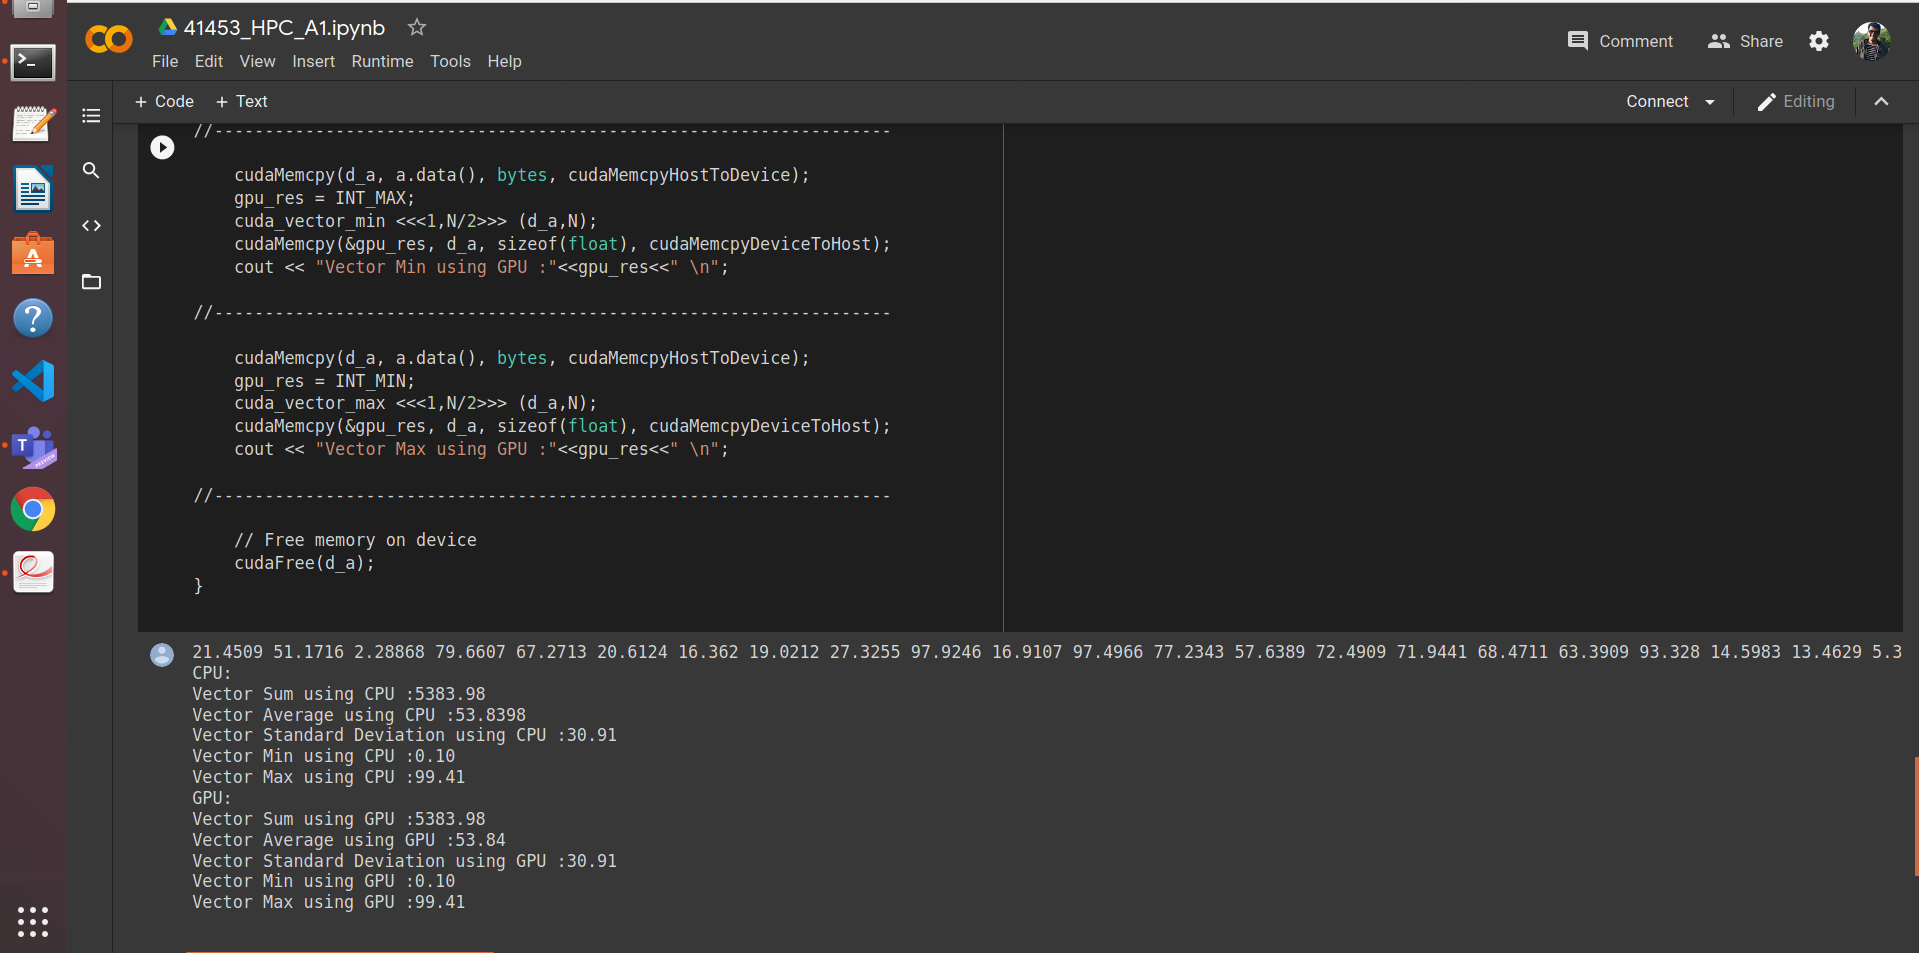 41453_HPC_A1.ipynb
File Edit View Insert Runtime Tools Help
Comment Share
+ Code + Text
Connect Editing
//-------------------------------------------------------------------
cudaMemcpy(d_a, a.data(), bytes, cudaMemcpyHostToDevice);
gpu_res = INT_MAX;
cuda_vector_min <<<1,N/2>>> (d_a,N);
cudaMemcpy(&gpu_res, d_a, sizeof(float), cudaMemcpyDeviceToHost);
cout << "Vector Min using GPU :"<<gpu_res<<" \n";
//-------------------------------------------------------------------
cudaMemcpy(d_a, a.data(), bytes, cudaMemcpyHostToDevice);
gpu_res = INT_MIN;
cuda_vector_max <<<1,N/2>>> (d_a,N);
cudaMemcpy(&gpu_res, d_a, sizeof(float), cudaMemcpyDeviceToHost);
cout << "Vector Max using GPU :"<<gpu_res<<" \n";
//-------------------------------------------------------------------
// Free memory on device
cudaFree(d_a);
}
21.4509 51.1716 2.28868 79.6607 67.2713 20.6124 16.362 19.0212 27.3255 97.9246 16.9107 97.4966 77.2343 57.6389 72.4909 71.9441 68.4711 63.3909 93.328 14.5983 13.4629 5.3
CPU:
Vector Sum using CPU :5383.98
Vector Average using CPU :53.8398
Vector Standard Deviation using CPU :30.91
Vector Min using CPU :0.10
Vector Max using CPU :99.41
GPU:
Vector Sum using GPU :5383.98
Vector Average using GPU :53.84
Vector Standard Deviation using GPU :30.91
Vector Min using GPU :0.10
Vector Max using GPU :99.41